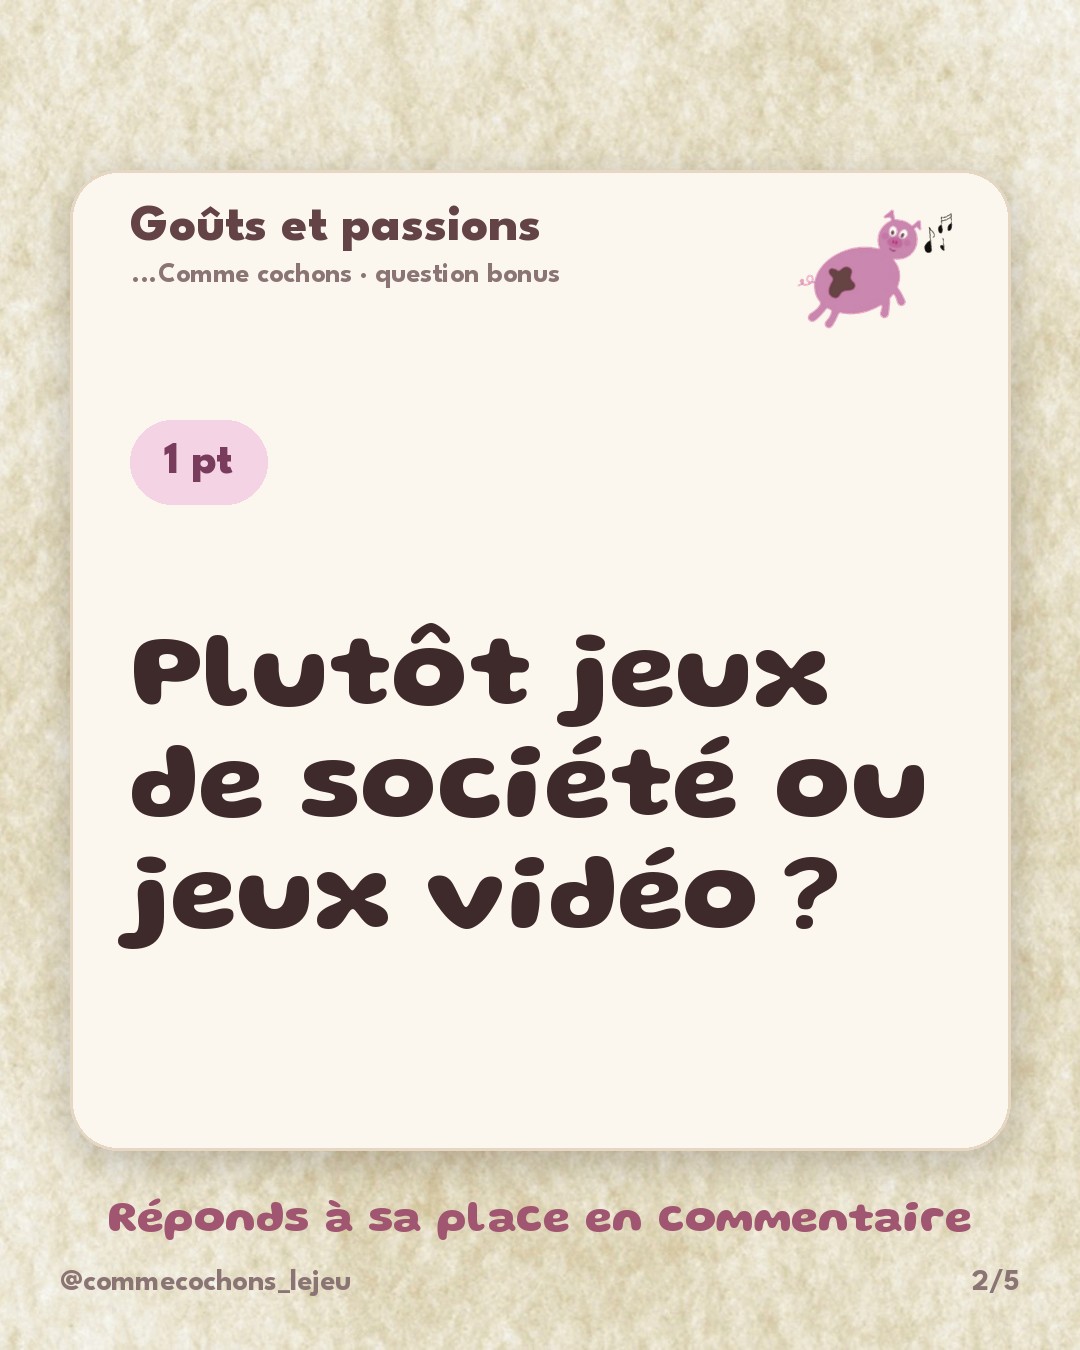 Goûts et passions
...Comme cochons · question bonus
1 pt
Plutôt jeux
de société ou
jeux vidéo ?
Réponds à sa place en commentaire
@commecochons_lejeu
2/5